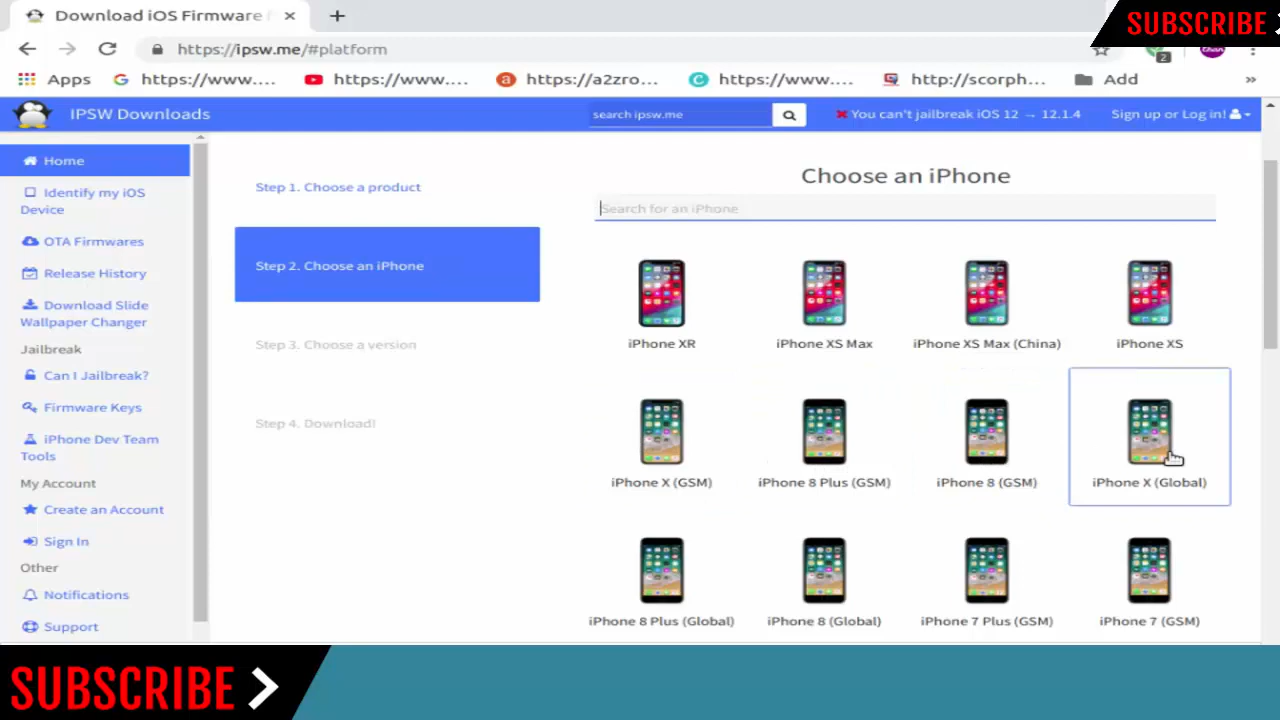 Download iOS Firmware
SUBSCRIBE
https://ipsw.me/#platform
than
2
Apps
https://www....
https://www....
https://a2zro...
https://www....
http://scorph...
Add
»
IPSW Downloads
search ipsw.me
You can't jailbreak iOS 12 → 12.1.4
Sign up or Log in!
Home
Identify my iOS
Device
OTA Firmwares
Release History
Download Slide
Wallpaper Changer
Jailbreak
Can I Jailbreak?
Firmware Keys
iPhone Dev Team
Tools
My Account
Create an Account
Sign In
Other
Notifications
Support
Step 1. Choose a product
Step 2. Choose an iPhone
Step 3. Choose a version
Step 4. Download!
Choose an iPhone
Search for an iPhone
iPhone XR
iPhone XS Max
iPhone XS Max (China)
iPhone XS
iPhone X (GSM)
iPhone 8 Plus (GSM)
iPhone 8 (GSM)
iPhone X (Global)
iPhone 8 Plus (Global)
iPhone 8 (Global)
iPhone 7 Plus (GSM)
iPhone 7 (GSM)
SUBSCRIBE